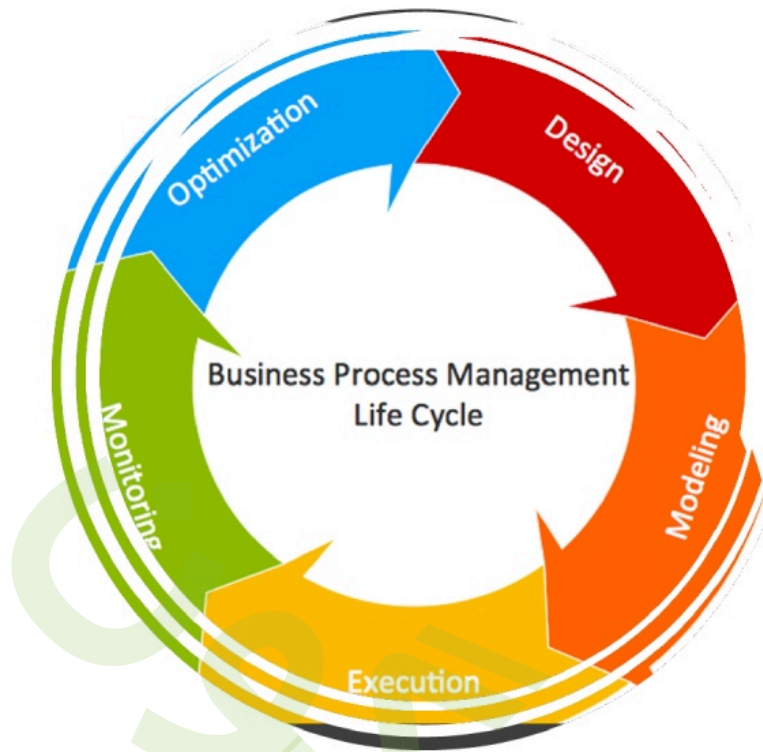 Optimization
Design
Business Process Management
Life Cycle
Monitoring
Modeling
Execution